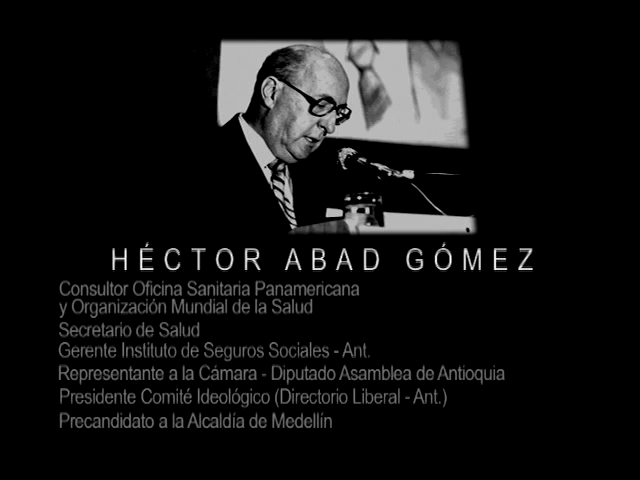 HÉCTOR ABAD GÓMEZ
Consultor Oficina Sanitaria Panamericana
y Organización Mundial de la Salud
Secretario de Salud
Gerente Instituto de Seguros Sociales - Ant.
Representante a la Cámara - Diputado Asamblea de Antioquia
Presidente Comité Ideológico (Directorio Liberal - Ant.)
Precandidato a la Alcaldía de Medellín